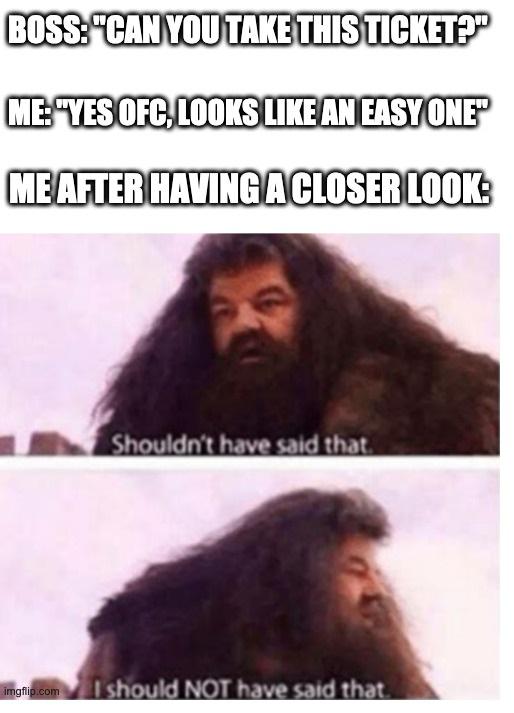 BOSS: "CAN YOU TAKE THIS TICKET?"
ME: "YES OFC, LOOKS LIKE AN EASY ONE"
ME AFTER HAVING A CLOSER LOOK:
Shouldn't have said that.
I should NOT have said that.
imgflip.com